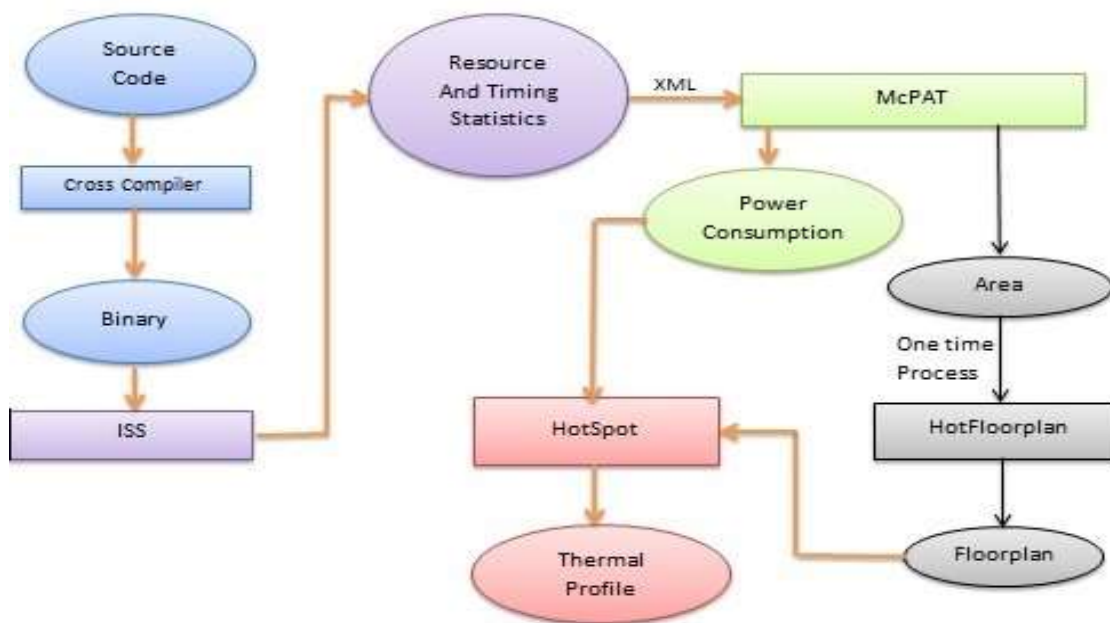 Source
Code
Cross Compiler
Binary
ISS
Resource
And Timing
Statistics
XML
McPAT
Power
Consumption
Area
One time
Process
HotFloorplan
Floorplan
HotSpot
Thermal
Profile